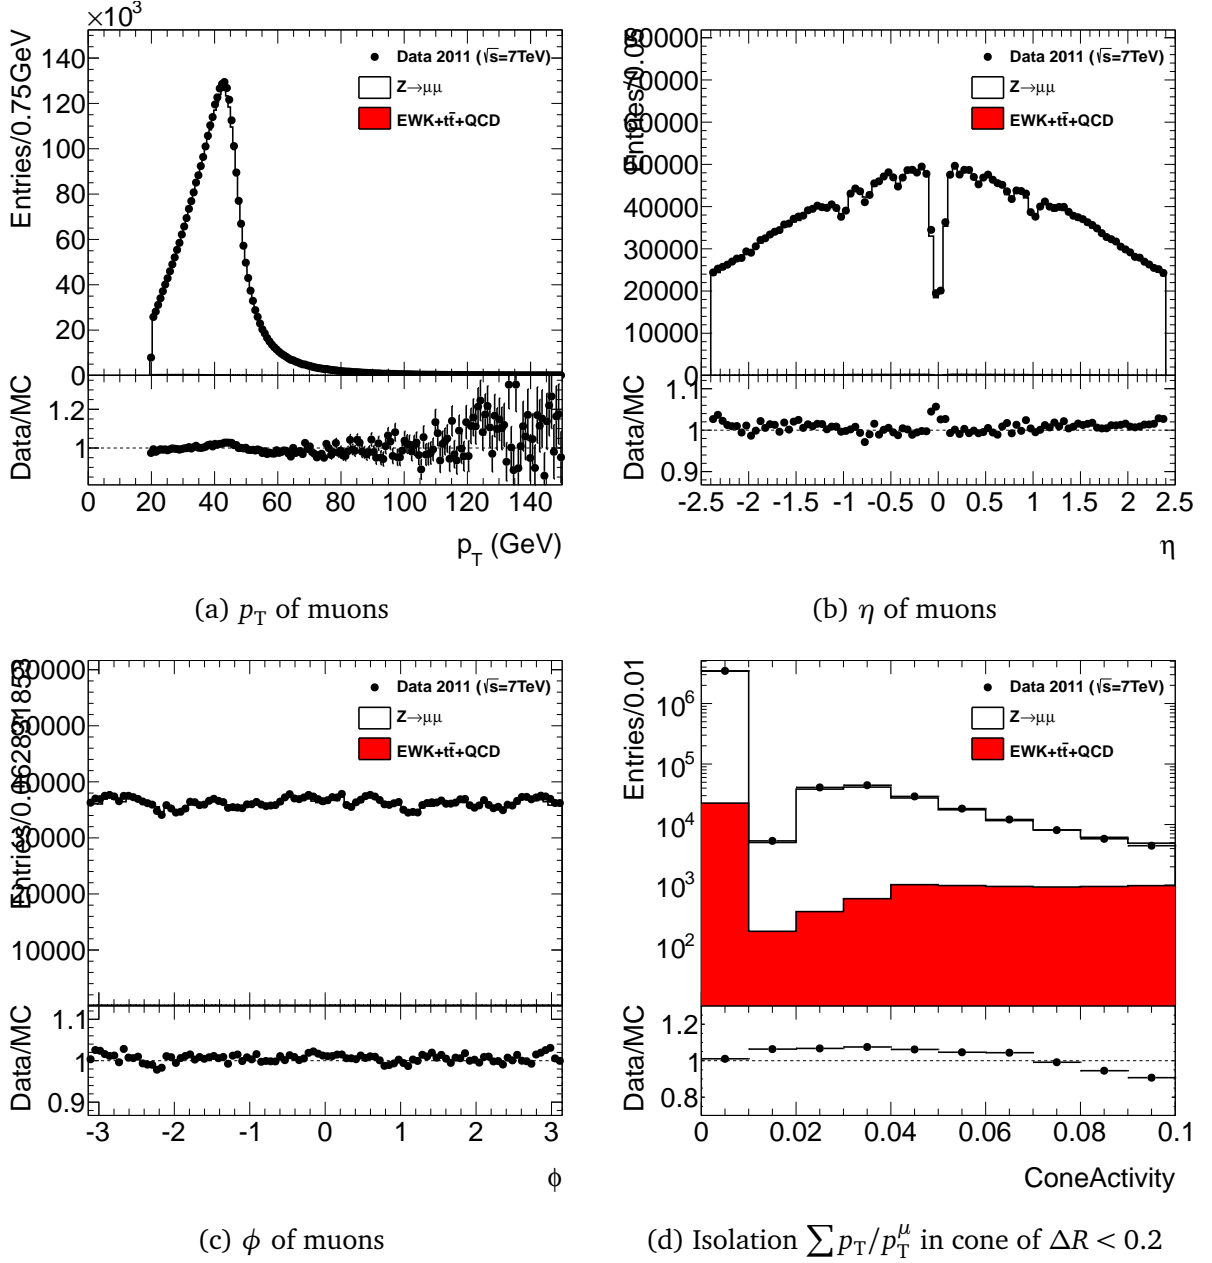 ×10³
Entries/0.75GeV
140
120
100
80
60
40
20
0
Data 2011 (√s=7TeV)
Z→μμ
EWK+tt̄+QCD
Data/MC
1.2
1
0 20 40 60 80 100 120 140
p_T (GeV)
(a) p_T of muons
80000
70000
50000
40000
30000
20000
10000
0
Data 2011 (√s=7TeV)
Z→μμ
EWK+tt̄+QCD
Data/MC
1.1
1
0.9
-2.5 -2 -1.5 -1 -0.5 0 0.5 1 1.5 2 2.5
η
(b) η of muons
50000
40000
30000
20000
10000
Data 2011 (√s=7TeV)
Z→μμ
EWK+tt̄+QCD
Data/MC
1.1
1
0.9
-3 -2 -1 0 1 2 3
ϕ
(c) ϕ of muons
Entries/0.01
10⁶
10⁵
10⁴
10³
10²
Data 2011 (√s=7TeV)
Z→μμ
EWK+tt̄+QCD
Data/MC
1.2
1
0.8
0 0.02 0.04 0.06 0.08 0.1
ConeActivity
(d) Isolation ∑ p_T/p_T^μ in cone of ΔR < 0.2